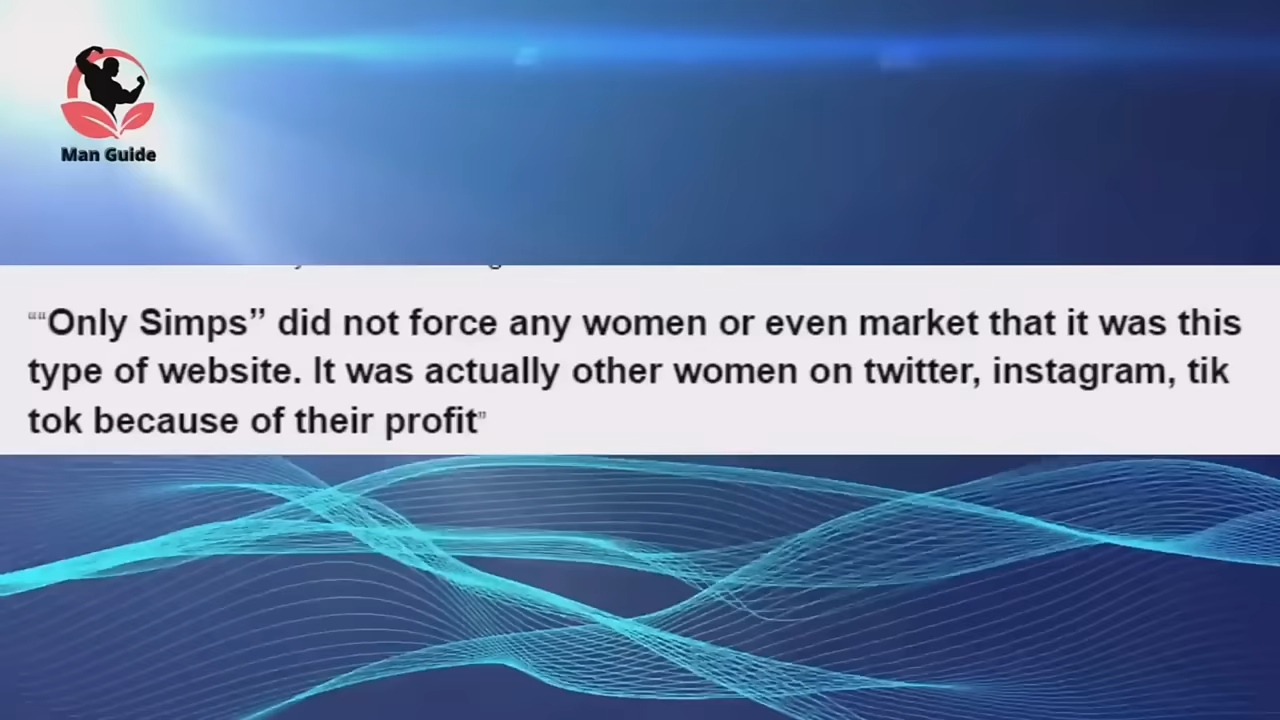 Man Guide
““Only Simps” did not force any women or even market that it was this
type of website. It was actually other women on twitter, instagram, tik
tok because of their profit”